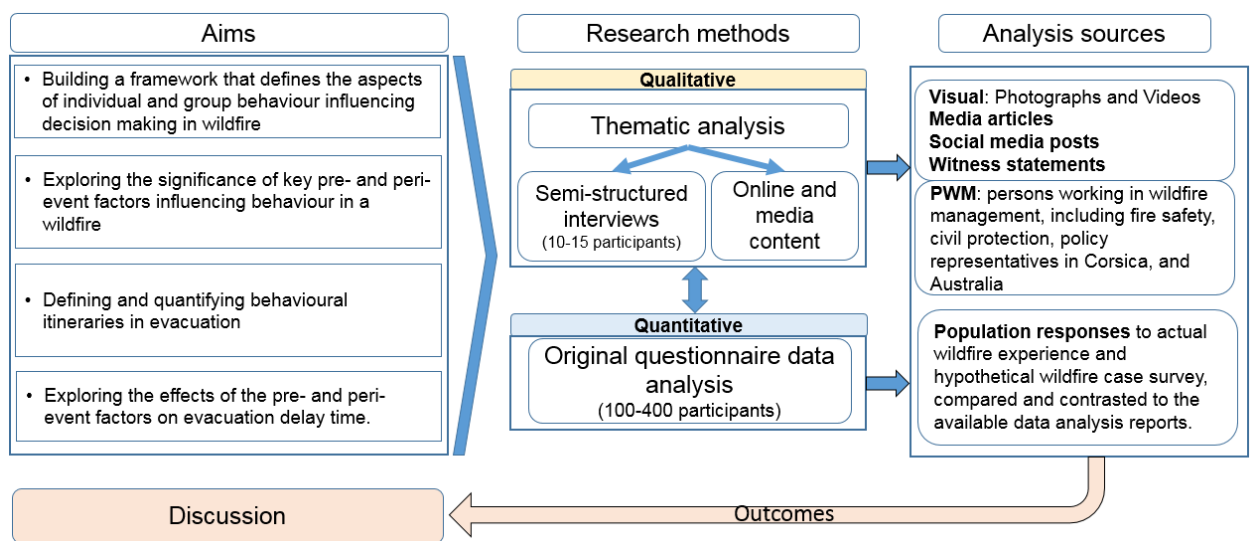 Aims
• Building a framework that defines the aspects
of individual and group behaviour influencing
decision making in wildfire
• Exploring the significance of key pre- and peri-
event factors influencing behaviour in a
wildfire
• Defining and quantifying behavioural
itineraries in evacuation
• Exploring the effects of the pre- and peri-
event factors on evacuation delay time.
Research methods
Qualitative
Thematic analysis
Semi-structured
interviews
(10-15 participants)
Online and
media
content
Quantitative
Original questionnaire data
analysis
(100-400 participants)
Analysis sources
Visual: Photographs and Videos
Media articles
Social media posts
Witness statements
PWM: persons working in wildfire
management, including fire safety,
civil protection, policy
representatives in Corsica, and
Australia
Population responses to actual
wildfire experience and
hypothetical wildfire case survey,
compared and contrasted to the
available data analysis reports.
Outcomes
Discussion